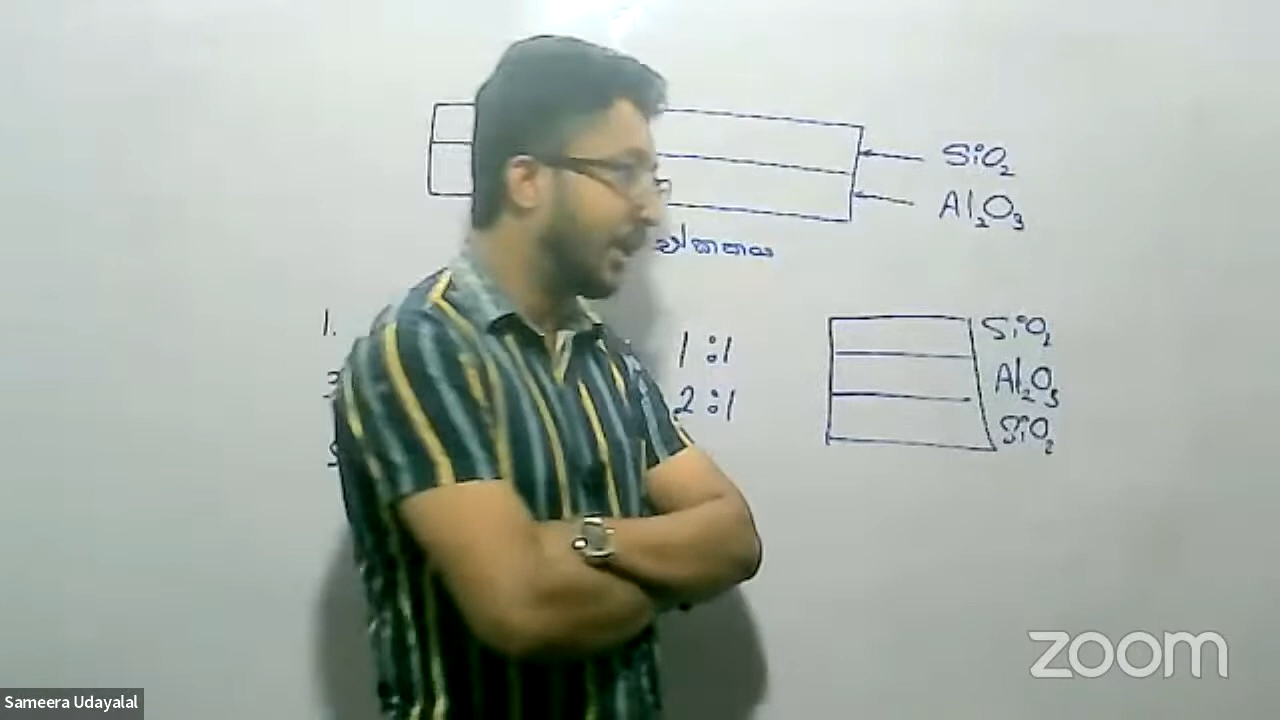 SiO₂
Al₂O₃
1.
1:1
2:1
SiO₂
Al₂O₃
SiO₂
zoom
Sameera Udayalal